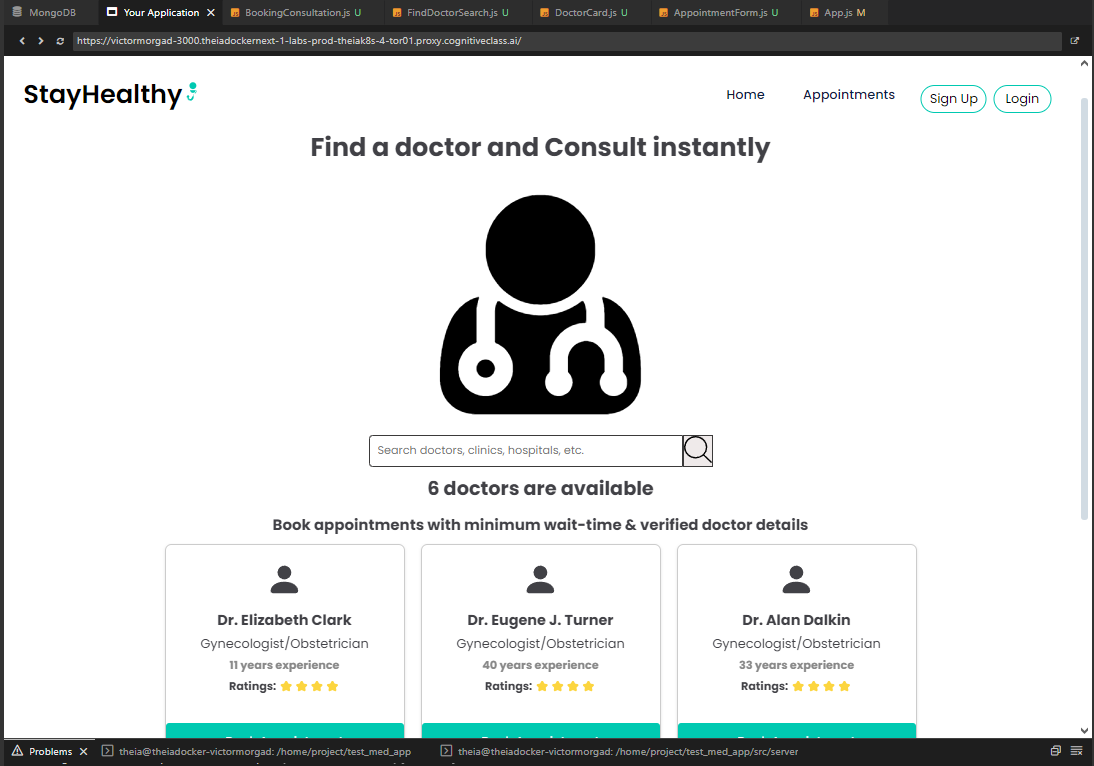 MongoDB Your Application BookingConsultation.js U FindDoctorSearch.js U DoctorCard.js U AppointmentForm.js U App.js M
https://victormorgad-3000.theiadockernext-1-labs-prod-theiak8s-4-tor01.proxy.cognitiveclass.ai/
StayHealthy Home Appointments Sign Up Login
Find a doctor and Consult instantly
Search doctors, clinics, hospitals, etc.
6 doctors are available
Book appointments with minimum wait-time & verified doctor details
Dr. Elizabeth Clark
Gynecologist/Obstetrician
11 years experience
Ratings:
Dr. Eugene J. Turner
Gynecologist/Obstetrician
40 years experience
Ratings:
Dr. Alan Dalkin
Gynecologist/Obstetrician
33 years experience
Ratings:
Problems theia@theiadocker-victormorgad: /home/project/test_med_app theia@theiadocker-victormorgad: /home/project/test_med_app/src/server